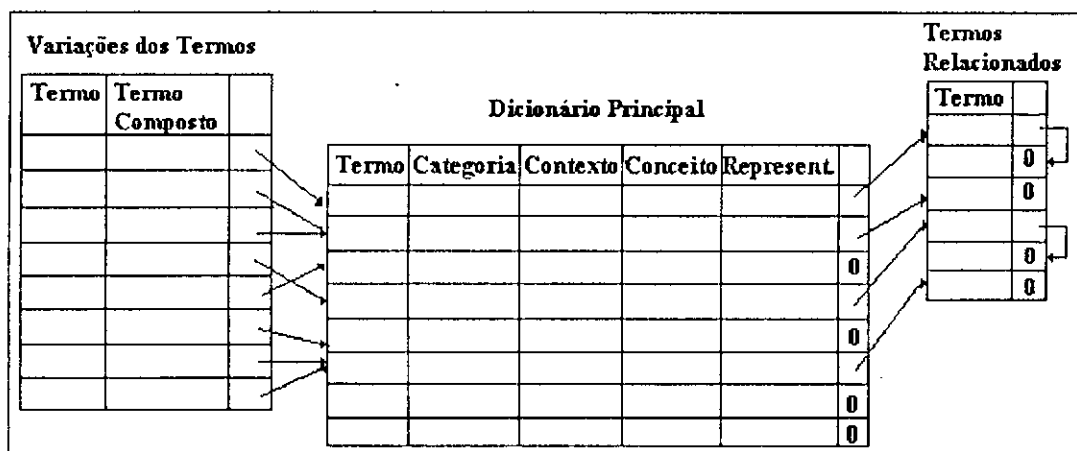 Variações dos Termos
Termo
Termo
Composto
Dicionário Principal
Termo Categoria Contexto Conceito Represent.
0
0
0
0
Termos
Relacionados
Termo
0
0
0
0